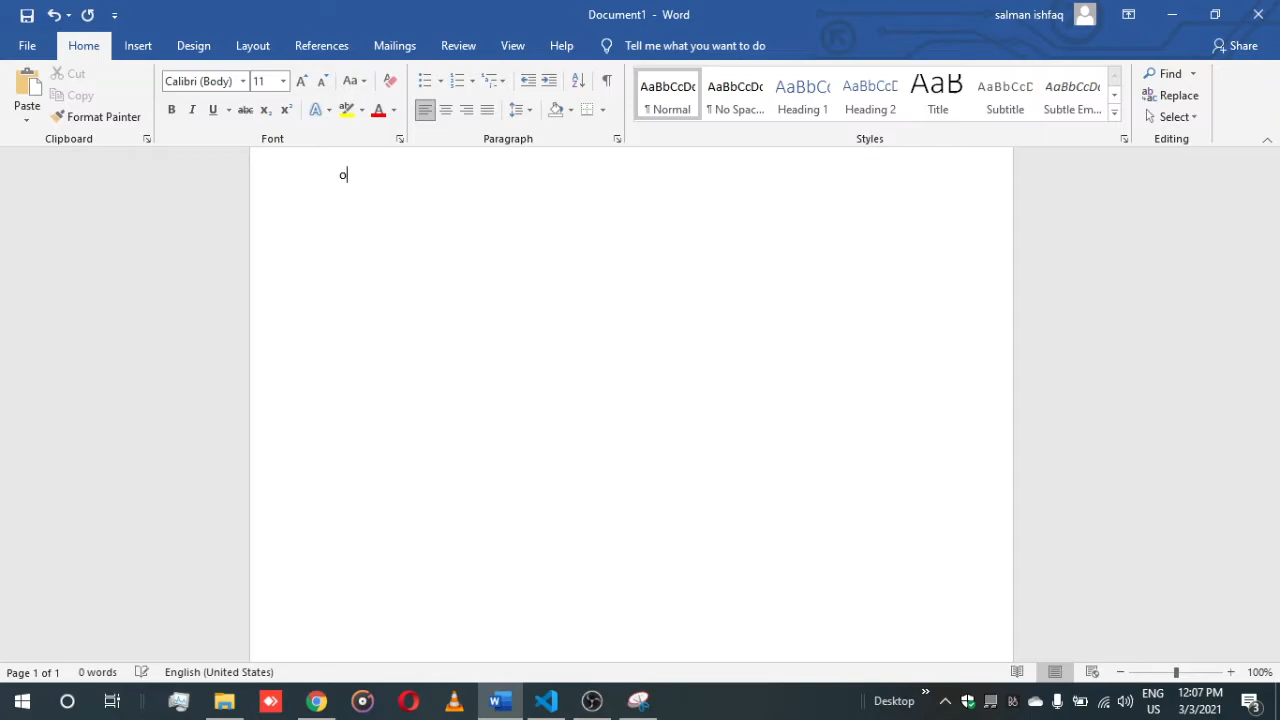 Document1 - Word
salman ishfaq
File Home Insert Design Layout References Mailings Review View Help Tell me what you want to do Share
Paste
Cut
Copy
Format Painter
Clipboard
Calibri (Body) 11
Font
Paragraph
AaBbCcDc AaBbCcDc AaBbCc AaBbCcD AaB AaBbCcD AaBbCcDc
¶ Normal ¶ No Spac... Heading 1 Heading 2 Title Subtitle Subtle Em...
Styles
Find
Replace
Select
Editing
o
Page 1 of 1 0 words English (United States) 100%
Desktop
ENG
US
12:07 PM
3/3/2021
3